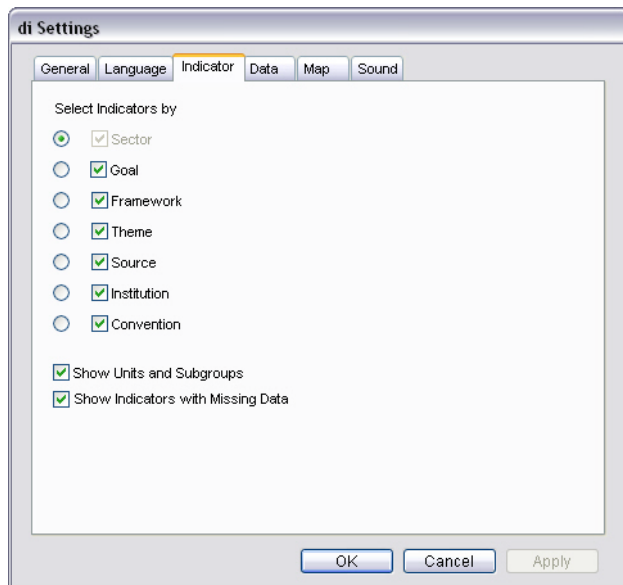 di Settings
General Language Indicator Data Map Sound
Select Indicators by
Sector
Goal
Framework
Theme
Source
Institution
Convention
Show Units and Subgroups
Show Indicators with Missing Data
OK Cancel Apply